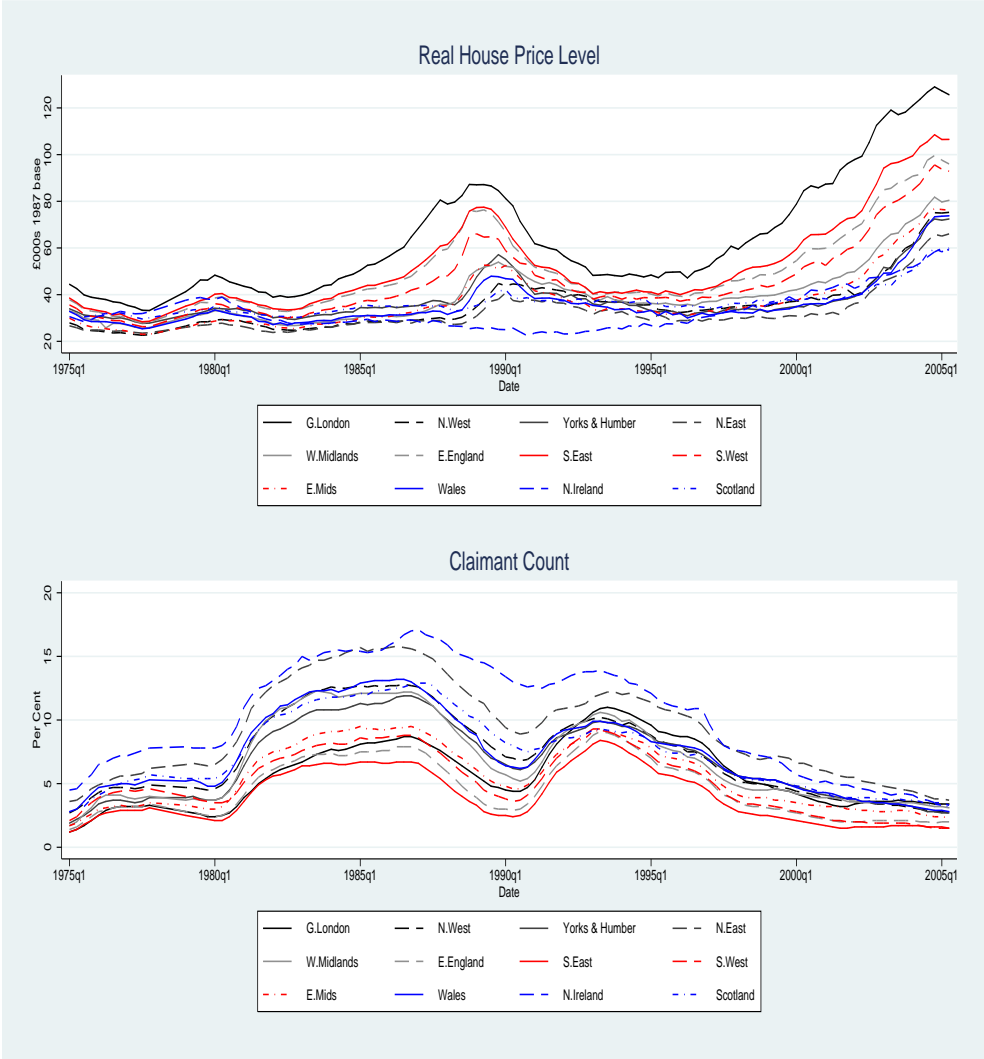 Real House Price Level
£000s 1987 base
120
100
80
60
40
20
1975q1 1980q1 1985q1 1990q1 1995q1 2000q1 2005q1
Date
G.London N.West Yorks & Humber N.East
W.Midlands E.England S.East S.West
E.Mids Wales N.Ireland Scotland
Claimant Count
Per Cent
20
15
10
5
0
1975q1 1980q1 1985q1 1990q1 1995q1 2000q1 2005q1
Date
G.London N.West Yorks & Humber N.East
W.Midlands E.England S.East S.West
E.Mids Wales N.Ireland Scotland